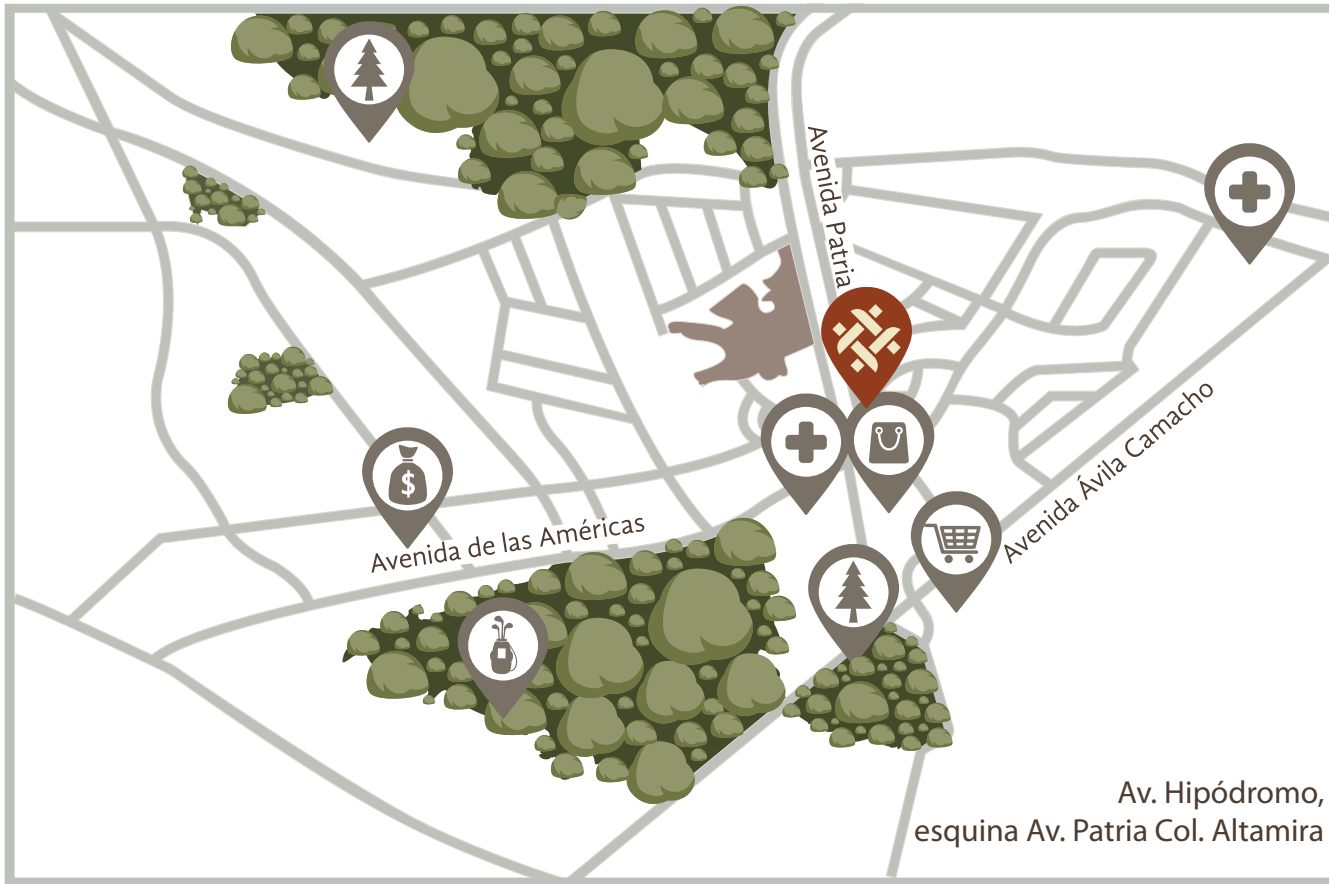 Avenida Patria
Avenida Ávila Camacho
$
Avenida de las Américas
Av. Hipódromo,
esquina Av. Patria Col. Altamira